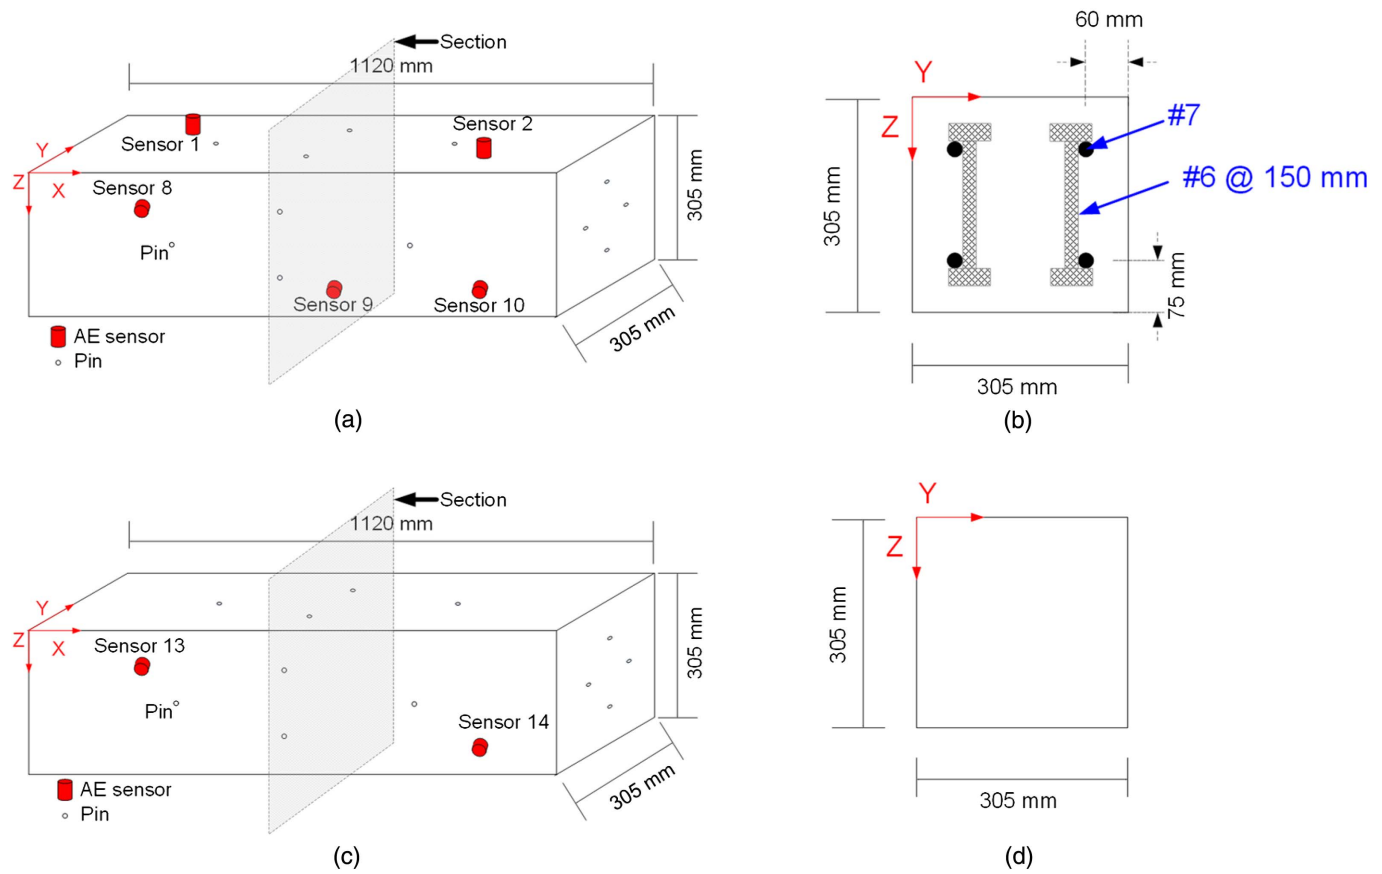 Section
1120 mm
Sensor 1
Sensor 2
Y
Z
X
Sensor 8
Pin
Sensor 9
Sensor 10
305 mm
305 mm
AE sensor
Pin
(a)
60 mm
Y
Z
#7
#6 @ 150 mm
305 mm
75 mm
305 mm
(b)
Section
1120 mm
Y
Z
X
Sensor 13
Pin
Sensor 14
305 mm
305 mm
AE sensor
Pin
(c)
Y
Z
305 mm
305 mm
(d)